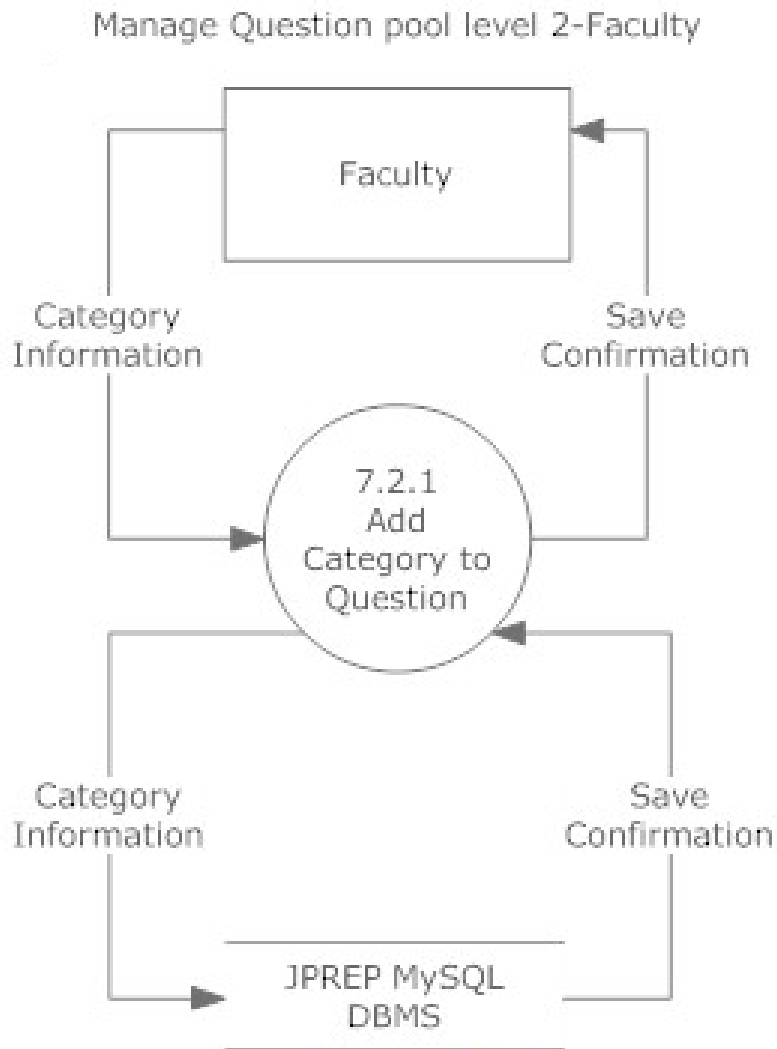 Manage Question pool level 2-Faculty
Faculty
Category
Information
Save
Confirmation
7.2.1
Add
Category to
Question
Category
Information
Save
Confirmation
JPREP MySQL
DBMS